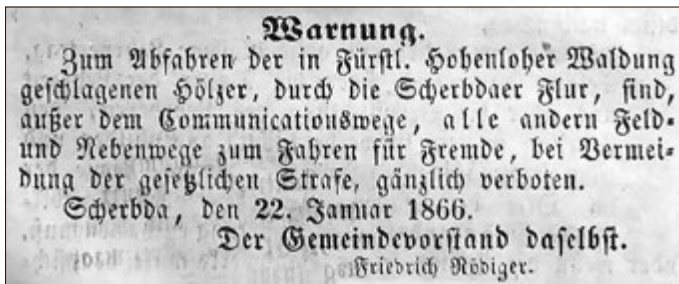 Warnung.
Zum Abfahren der in Fürstl. Hohenloher Waldung
geschlagenen Hölzer, durch die Scherbdaer Flur, sind,
außer dem Communicationswege, alle andern Feld-
und Nebenwege zum Fahren für Fremde, bei Vermei-
dung der gesetzlichen Strafe, gänzlich verboten.
Scherbda, den 22. Januar 1866.
Der Gemeindevorstand daselbst.
Friedrich Rödiger.